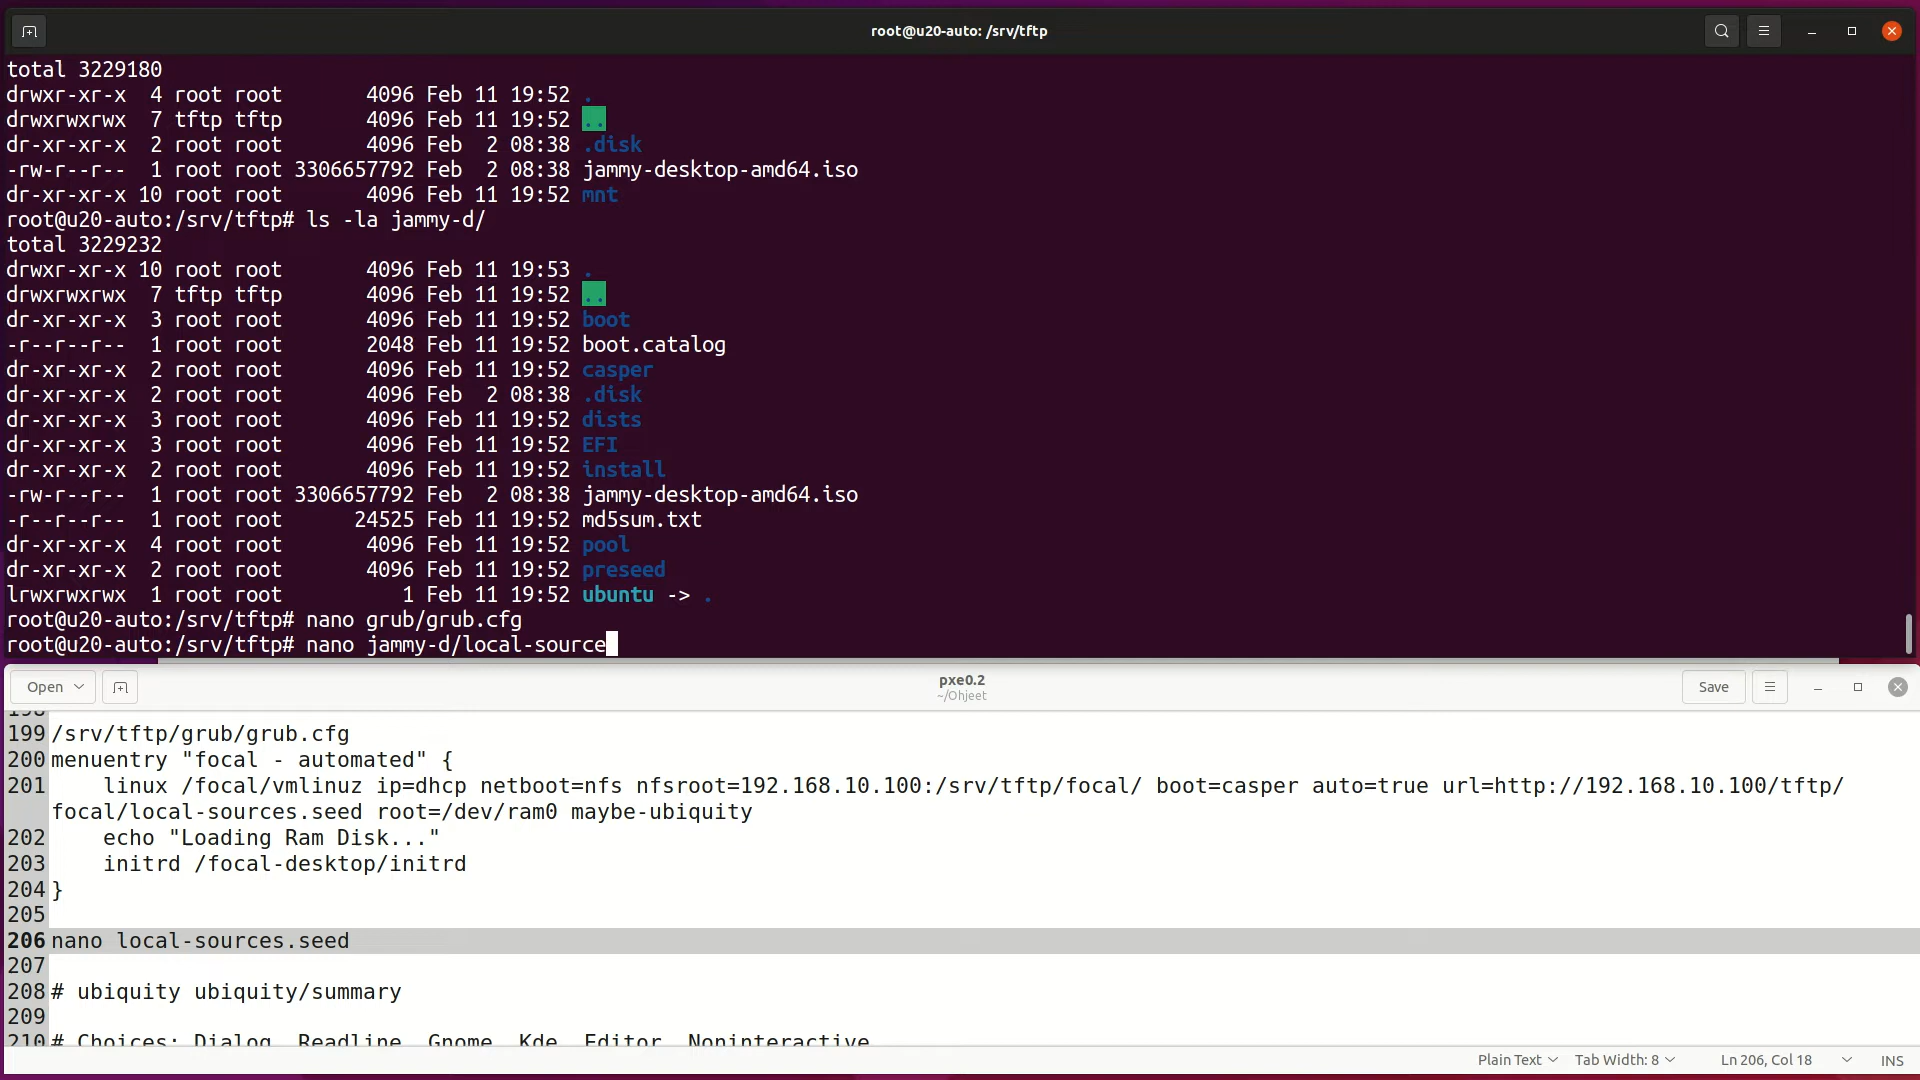 root@u20-auto: /srv/tftp
total 3229180
drwxr-xr-x  4 root root       4096 Feb 11 19:52 .
drwxrwxrwx  7 tftp tftp       4096 Feb 11 19:52 ..
dr-xr-xr-x  2 root root       4096 Feb  2 08:38 .disk
-rw-r--r--  1 root root 3306657792 Feb  2 08:38 jammy-desktop-amd64.iso
dr-xr-xr-x 10 root root       4096 Feb 11 19:52 mnt
root@u20-auto:/srv/tftp# ls -la jammy-d/
total 3229232
drwxr-xr-x 10 root root       4096 Feb 11 19:53 .
drwxrwxrwx  7 tftp tftp       4096 Feb 11 19:52 ..
dr-xr-xr-x  3 root root       4096 Feb 11 19:52 boot
-r--r--r--  1 root root       2048 Feb 11 19:52 boot.catalog
dr-xr-xr-x  2 root root       4096 Feb 11 19:52 casper
dr-xr-xr-x  2 root root       4096 Feb  2 08:38 .disk
dr-xr-xr-x  3 root root       4096 Feb 11 19:52 dists
dr-xr-xr-x  3 root root       4096 Feb 11 19:52 EFI
dr-xr-xr-x  2 root root       4096 Feb 11 19:52 install
-rw-r--r--  1 root root 3306657792 Feb  2 08:38 jammy-desktop-amd64.iso
-r--r--r--  1 root root      24525 Feb 11 19:52 md5sum.txt
dr-xr-xr-x  4 root root       4096 Feb 11 19:52 pool
dr-xr-xr-x  2 root root       4096 Feb 11 19:52 preseed
lrwxrwxrwx  1 root root          1 Feb 11 19:52 ubuntu -> .
root@u20-auto:/srv/tftp# nano grub/grub.cfg
root@u20-auto:/srv/tftp# nano jammy-d/local-source
Open
pxe0.2
~/Ohjeet
Save
198
199 /srv/tftp/grub/grub.cfg
200 menuentry "focal - automated" {
201     linux /focal/vmlinuz ip=dhcp netboot=nfs nfsroot=192.168.10.100:/srv/tftp/focal/ boot=casper auto=true url=http://192.168.10.100/tftp/
focal/local-sources.seed root=/dev/ram0 maybe-ubiquity
202     echo "Loading Ram Disk..."
203     initrd /focal-desktop/initrd
204 }
205
206 nano local-sources.seed
207
208 # ubiquity ubiquity/summary
209
210 # Choices: Dialog, Readline, Gnome, Kde, Editor, Noninteractive
Plain Text
Tab Width: 8
Ln 206, Col 18
INS